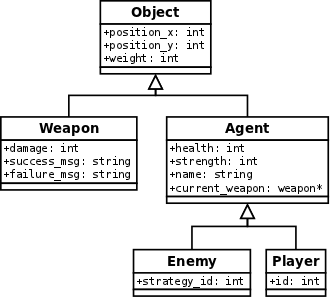 Object
+position_x: int
+position_y: int
+weight: int
Weapon
+damage: int
+success_msg: string
+failure_msg: string
Agent
+health: int
+strength: int
+name: string
+current_weapon: weapon*
Enemy
+strategy_id: int
Player
+id: int